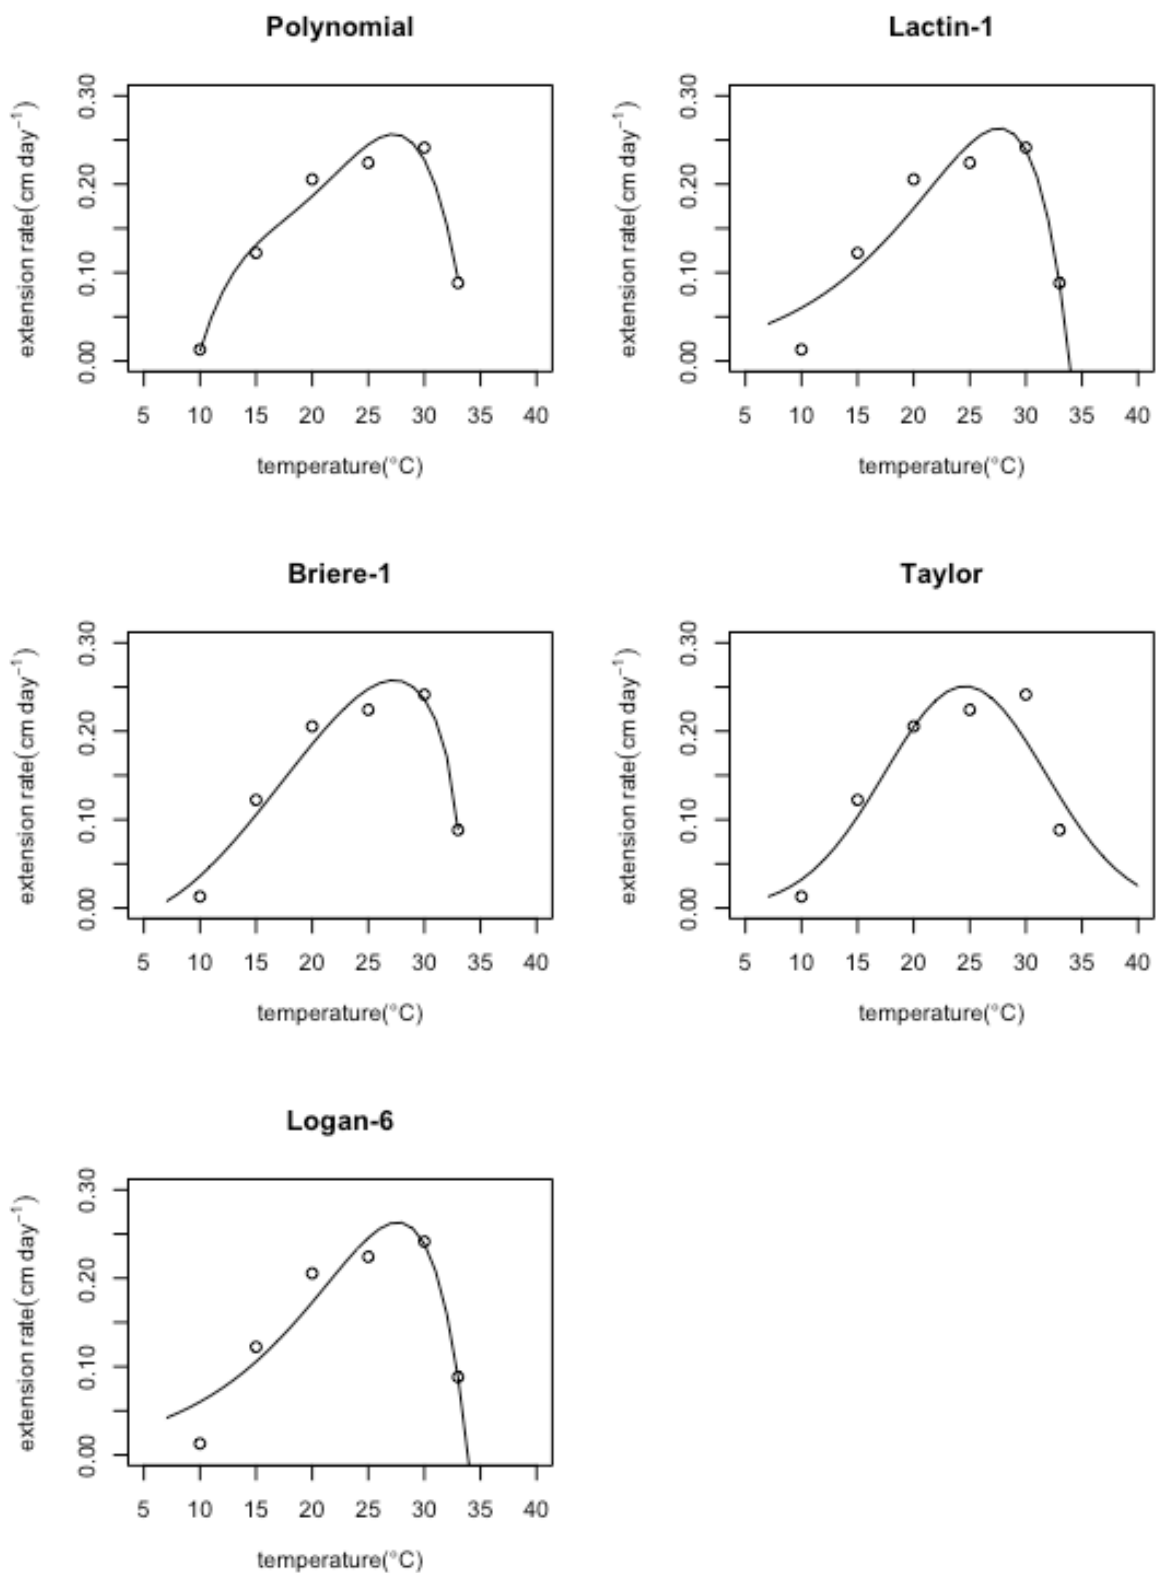 Polynomial
extension rate(cm day⁻¹)
0.00 0.10 0.20 0.30
5 10 15 20 25 30 35 40
temperature(°C)
Lactin-1
extension rate(cm day⁻¹)
0.00 0.10 0.20 0.30
5 10 15 20 25 30 35 40
temperature(°C)
Briere-1
extension rate(cm day⁻¹)
0.00 0.10 0.20 0.30
5 10 15 20 25 30 35 40
temperature(°C)
Taylor
extension rate(cm day⁻¹)
0.00 0.10 0.20 0.30
5 10 15 20 25 30 35 40
temperature(°C)
Logan-6
extension rate(cm day⁻¹)
0.00 0.10 0.20 0.30
5 10 15 20 25 30 35 40
temperature(°C)